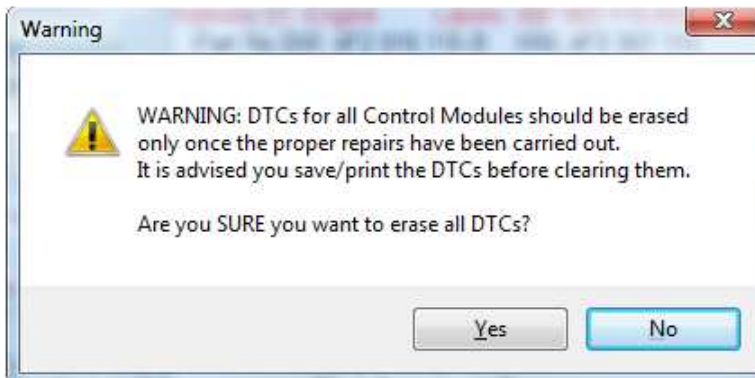 Warning
WARNING: DTCs for all Control Modules should be erased
only once the proper repairs have been carried out.
It is advised you save/print the DTCs before clearing them.
Are you SURE you want to erase all DTCs?
Yes
No